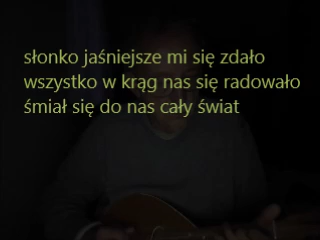 słonko jaśniejsze mi się zdało
wszystko w krąg nas się radowało
śmiał się do nas cały świat